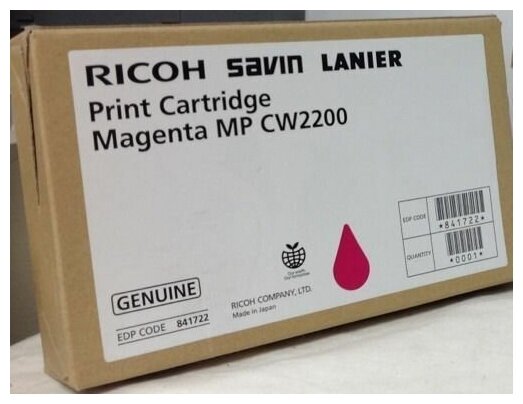 RICOH SAVIN LANIER
Print Cartridge
Magenta MP CW2200
EDP CODE
*841722*
QUANTITY
*0001*
GENUINE
EDP CODE 841722
RICOH COMPANY, LTD.
Made in Japan